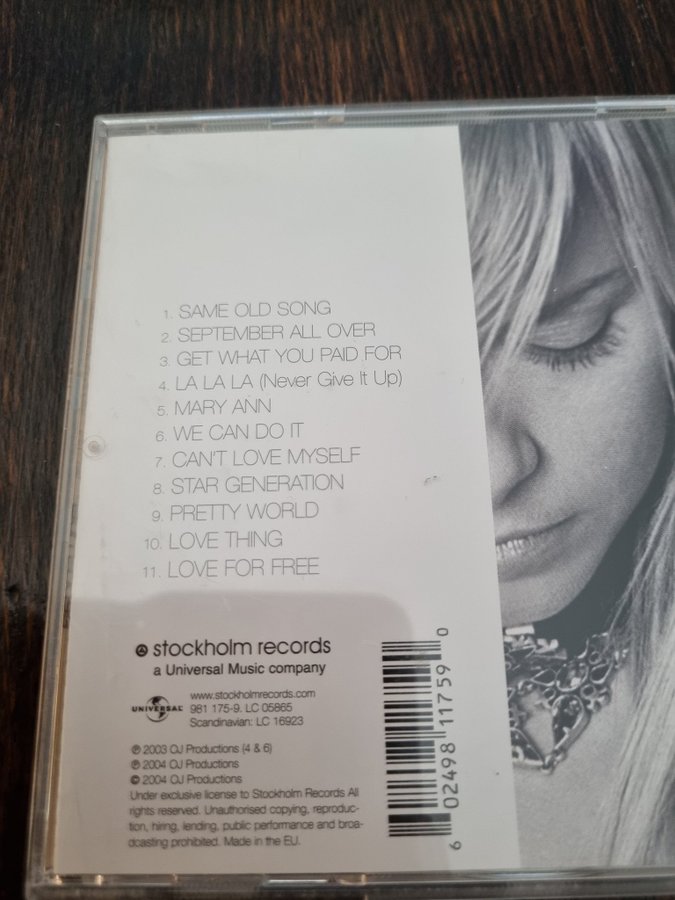 1. SAME OLD SONG
2. SEPTEMBER ALL OVER
3. GET WHAT YOU PAID FOR
4. LA LA LA (Never Give It Up)
5. MARY ANN
6. WE CAN DO IT
7. CAN'T LOVE MYSELF
8. STAR GENERATION
9. PRETTY WORLD
10. LOVE THING
11. LOVE FOR FREE
stockholm records
a Universal Music company
UNIVERSAL
www.stockholmrecords.com
981 175-9. LC 05865
Scandinavian: LC 16923
℗ 2003 OJ Productions (4 & 6)
℗ 2004 OJ Productions
© 2004 OJ Productions
Under exclusive license to Stockholm Records All
rights reserved. Unauthorised copying, reproduc-
tion, hiring, lending, public performance and broa-
dcasting prohibited. Made in the EU.
6 02498 11759 0